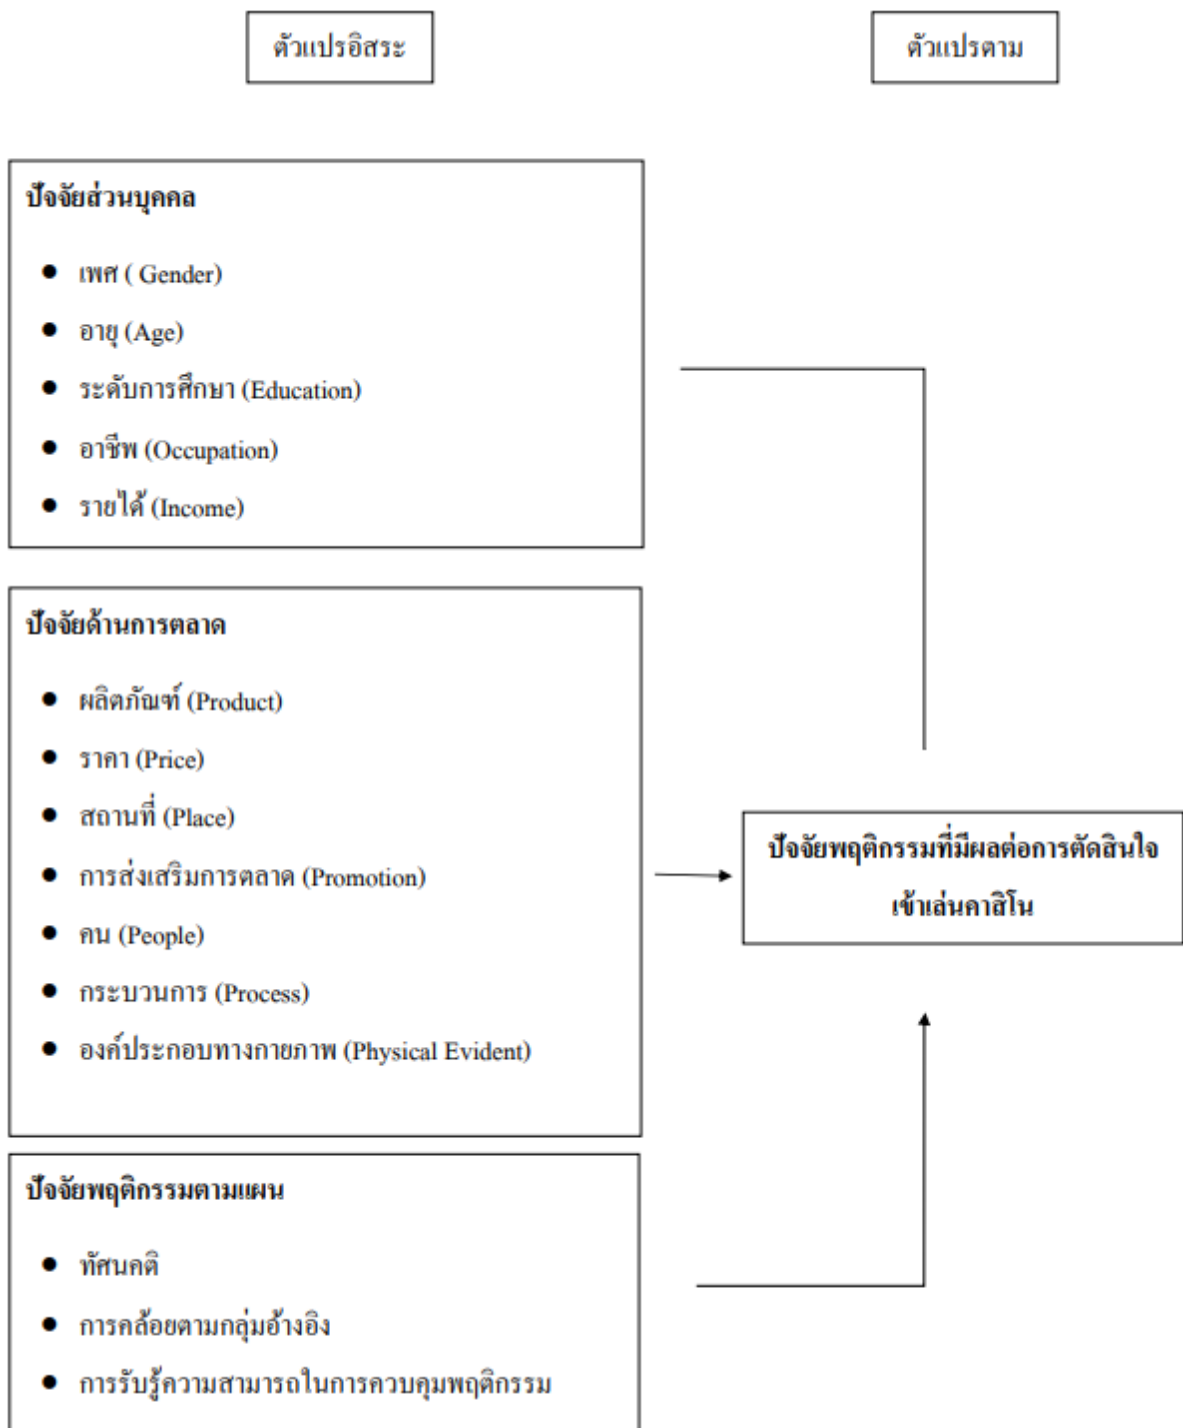 ตัวแปรอิสระ
ตัวแปรตาม
ปัจจัยส่วนบุคคล
● เพศ ( Gender)
● อายุ (Age)
● ระดับการศึกษา (Education)
● อาชีพ (Occupation)
● รายได้ (Income)
ปัจจัยด้านการตลาด
● ผลิตภัณฑ์ (Product)
● ราคา (Price)
● สถานที่ (Place)
● การส่งเสริมการตลาด (Promotion)
● คน (People)
● กระบวนการ (Process)
● องค์ประกอบทางกายภาพ (Physical Evident)
ปัจจัยพฤติกรรมที่มีผลต่อการตัดสินใจ
เข้าเล่นคาสิโน
ปัจจัยพฤติกรรมตามแผน
● ทัศนคติ
● การคล้อยตามกลุ่มอ้างอิง
● การรับรู้ความสามารถในการควบคุมพฤติกรรม